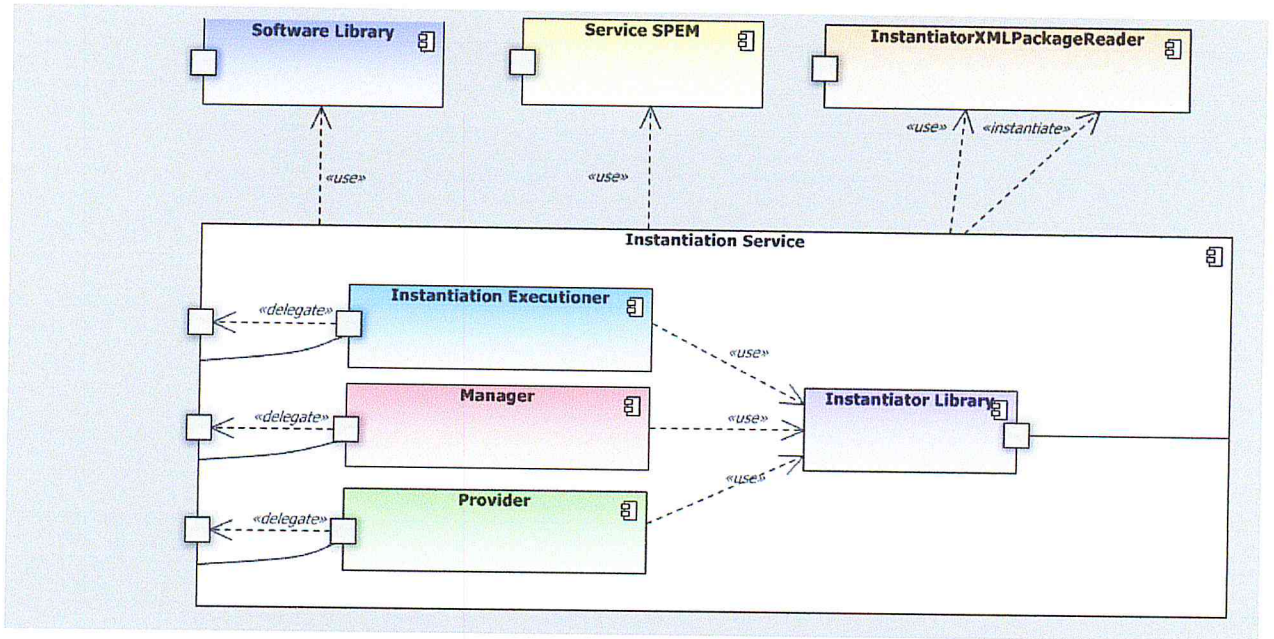 Software Library
Service SPEM
InstantiatorXMLPackageReader
«use»
«use»
«use»
«instantiate»
Instantiation Service
Instantiation Executioner
«delegate»
«use»
Manager
«delegate»
«use»
Instantiator Library
Provider
«delegate»
«use»